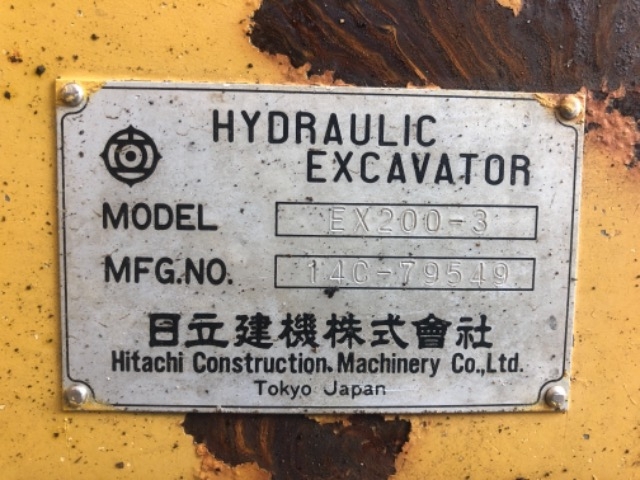 HYDRAULIC
EXCAVATOR
MODEL EX200-3
MFG.NO. 14C-79549
日立建機株式會社
Hitachi Construction Machinery Co.,Ltd.
Tokyo Japan